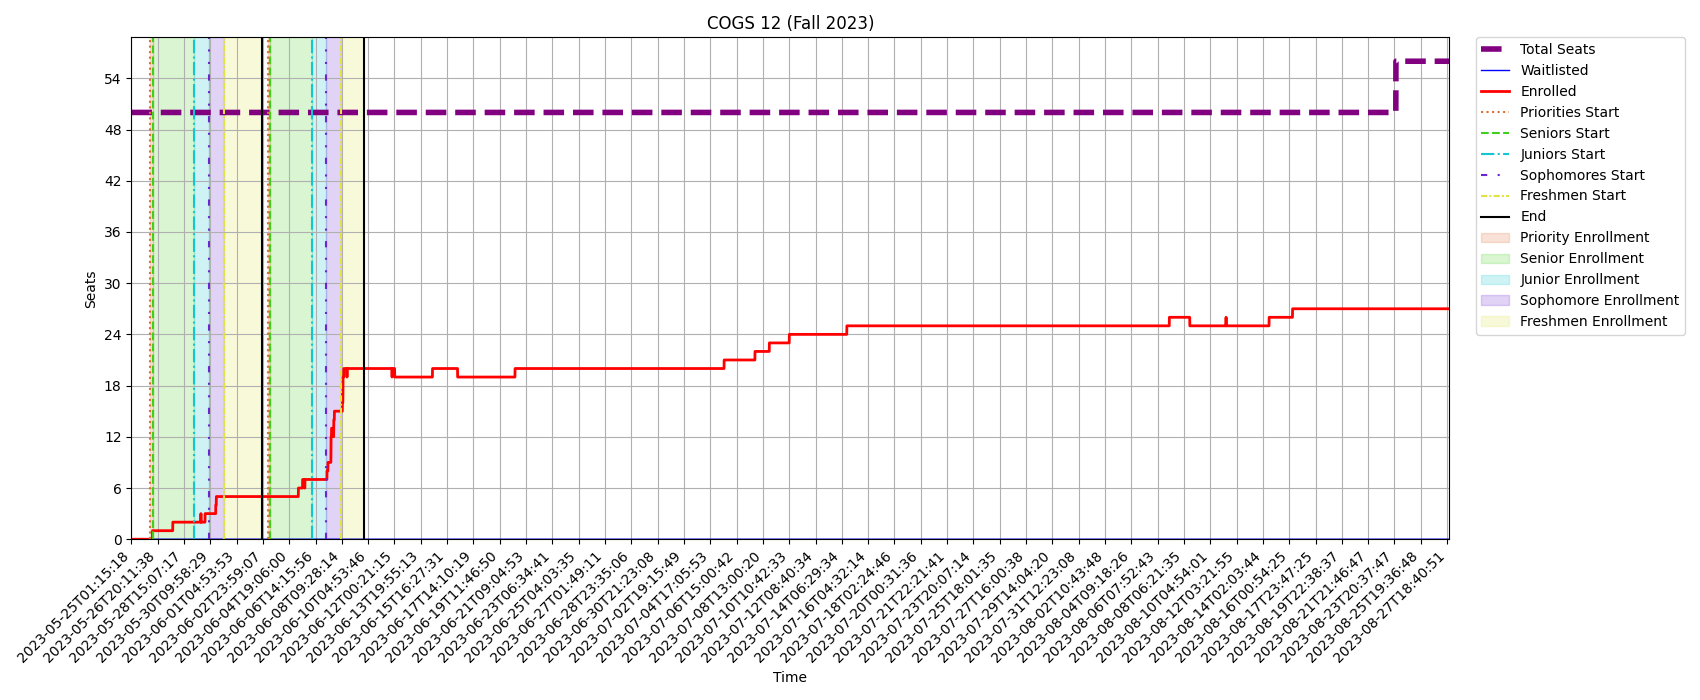 COGS 12 (Fall 2023)
Seats
54
48
42
36
30
24
18
12
6
0
2023-05-25T01:15:18
2023-05-26T20:11:38
2023-05-28T15:07:17
2023-05-30T09:58:29
2023-06-01T04:53:53
2023-06-02T23:59:07
2023-06-04T19:06:00
2023-06-06T14:15:56
2023-06-08T09:28:14
2023-06-10T04:53:46
2023-06-12T00:21:15
2023-06-13T19:55:13
2023-06-15T16:27:31
2023-06-17T14:10:19
2023-06-19T11:46:50
2023-06-21T09:04:53
2023-06-23T06:34:41
2023-06-25T04:03:35
2023-06-27T01:49:11
2023-06-28T23:35:06
2023-06-30T21:23:08
2023-07-02T19:15:49
2023-07-04T17:05:53
2023-07-06T15:00:42
2023-07-08T13:00:20
2023-07-10T10:42:33
2023-07-12T08:40:34
2023-07-14T06:29:34
2023-07-16T04:32:14
2023-07-18T02:24:46
2023-07-20T00:31:36
2023-07-21T22:21:41
2023-07-23T20:07:14
2023-07-25T18:01:35
2023-07-27T16:00:38
2023-07-29T14:04:20
2023-07-31T12:23:08
2023-08-02T10:43:48
2023-08-04T09:18:26
2023-08-06T07:52:43
2023-08-08T06:21:35
2023-08-10T04:54:01
2023-08-12T03:21:55
2023-08-14T02:03:44
2023-08-16T00:54:25
2023-08-17T23:47:25
2023-08-19T22:38:37
2023-08-21T21:46:47
2023-08-23T20:37:47
2023-08-25T19:36:48
2023-08-27T18:40:51
Time
Total Seats
Waitlisted
Enrolled
Priorities Start
Seniors Start
Juniors Start
Sophomores Start
Freshmen Start
End
Priority Enrollment
Senior Enrollment
Junior Enrollment
Sophomore Enrollment
Freshmen Enrollment